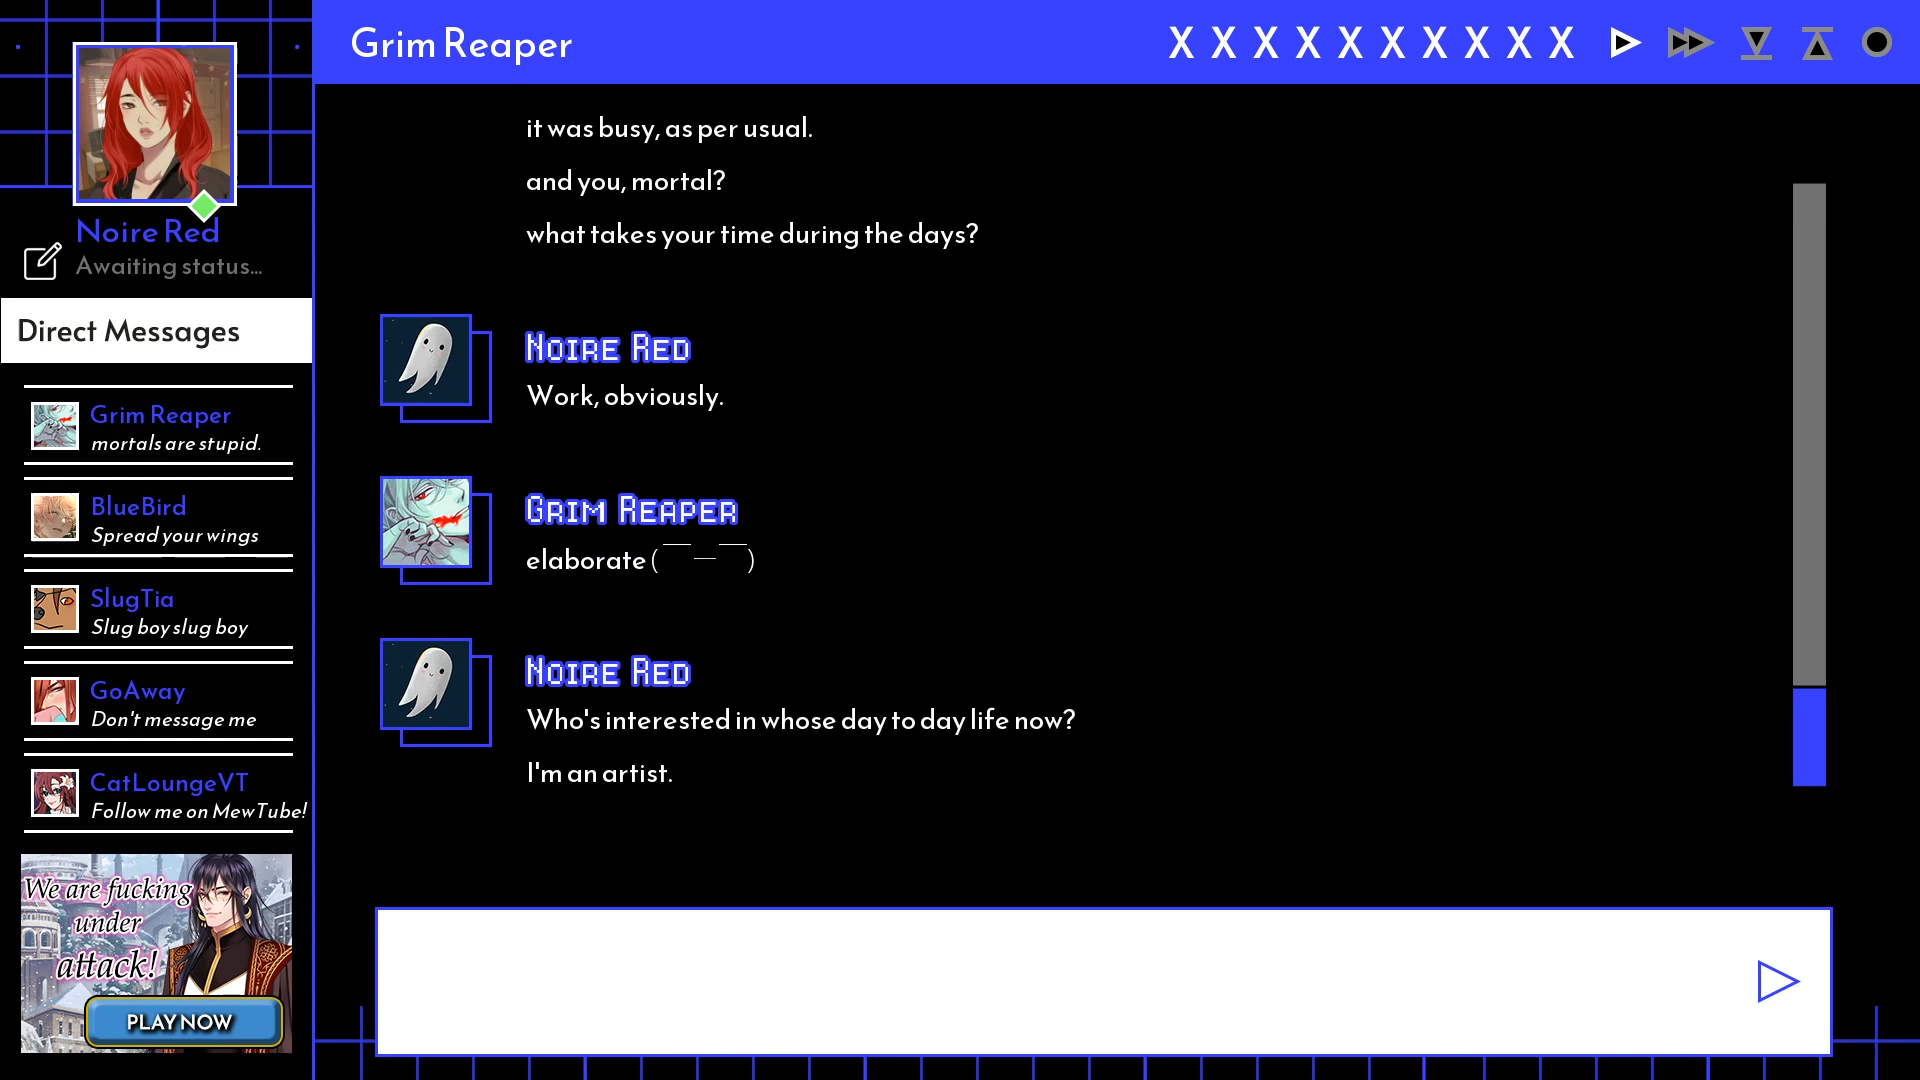 Grim Reaper
X X X X X X X X X X
Noire Red
Awaiting status...
Direct Messages
Grim Reaper
mortals are stupid.
BlueBird
Spread your wings
SlugTia
Slug boy slug boy
GoAway
Don't message me
CatLoungeVT
Follow me on MewTube!
We are fucking
under
attack!
PLAY NOW
it was busy, as per usual.
and you, mortal?
what takes your time during the days?
Noire Red
Work, obviously.
Grim Reaper
elaborate (￣—￣)
Noire Red
Who's interested in whose day to day life now?
I'm an artist.